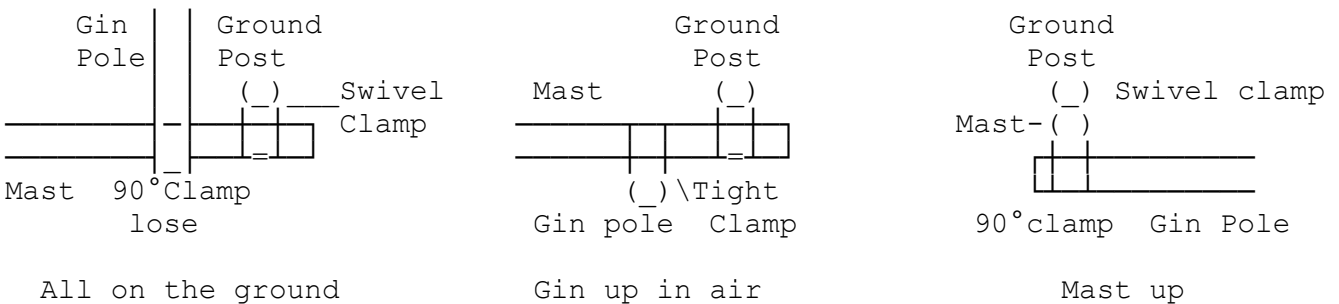 Gin Ground Ground Ground
Pole Post Post Post
(_)___Swivel Mast (_) (_) Swivel clamp
Clamp Mast-( )
=
=
Mast 90°Clamp (_)\Tight
lose Gin pole Clamp 90°clamp Gin Pole
All on the ground Gin up in air Mast up